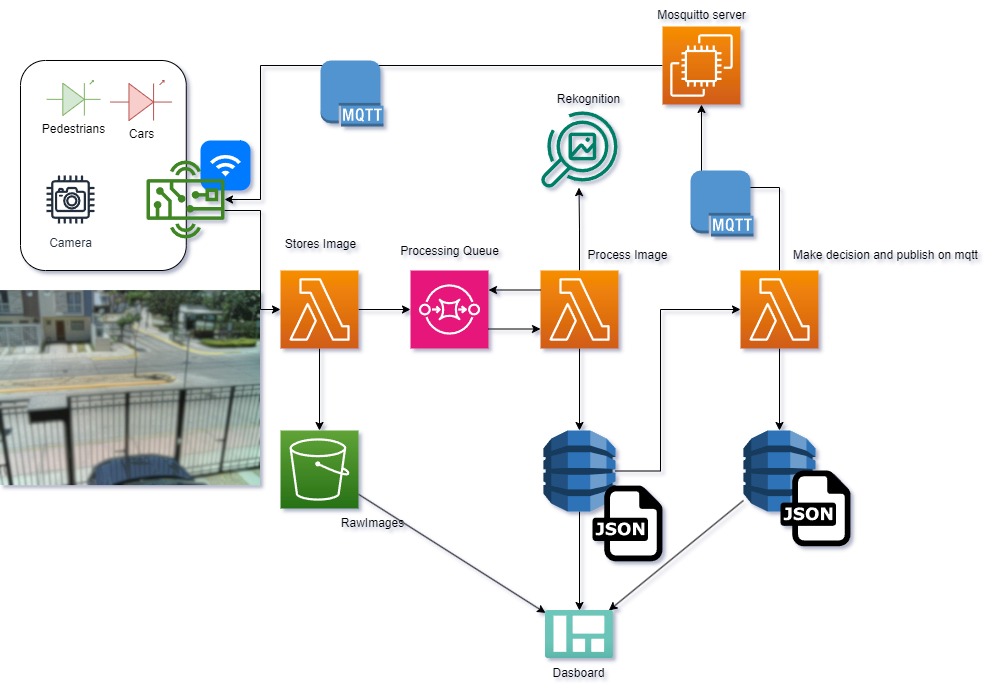 Mosquitto server
MQTT
Rekognition
Pedestrians
Cars
MQTT
Camera
Stores Image
Processing Queue
Process Image
Make decision and publish on mqtt
RawImages
JSON
JSON
Dasboard